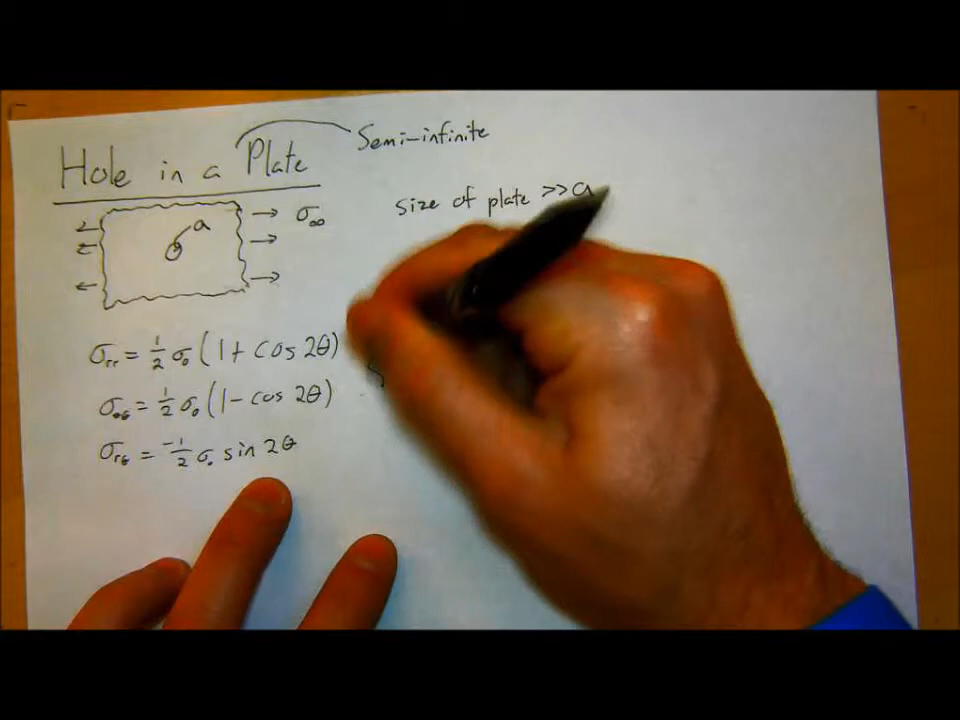 Hole in a Plate
Semi-infinite
size of plate >> a
a
σ∞
σrr = 1/2 σ₀ (1 + cos 2θ)
σθθ = 1/2 σ₀ (1 - cos 2θ)
σrθ = -1/2 σ₀ sin 2θ